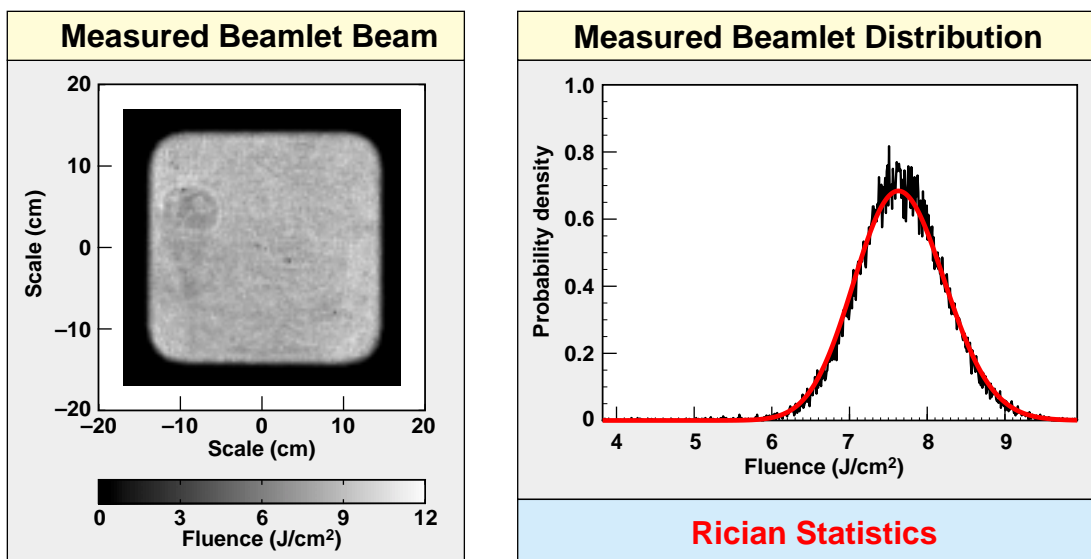 Measured Beamlet Beam
20
10
0
–10
–20
Scale (cm)
–20 –10 0 10 20
Scale (cm)
0 3 6 9 12
Fluence (J/cm²)
Measured Beamlet Distribution
1.0
0.8
0.6
0.4
0.2
0
Probability density
4 5 6 7 8 9
Fluence (J/cm²)
Rician Statistics